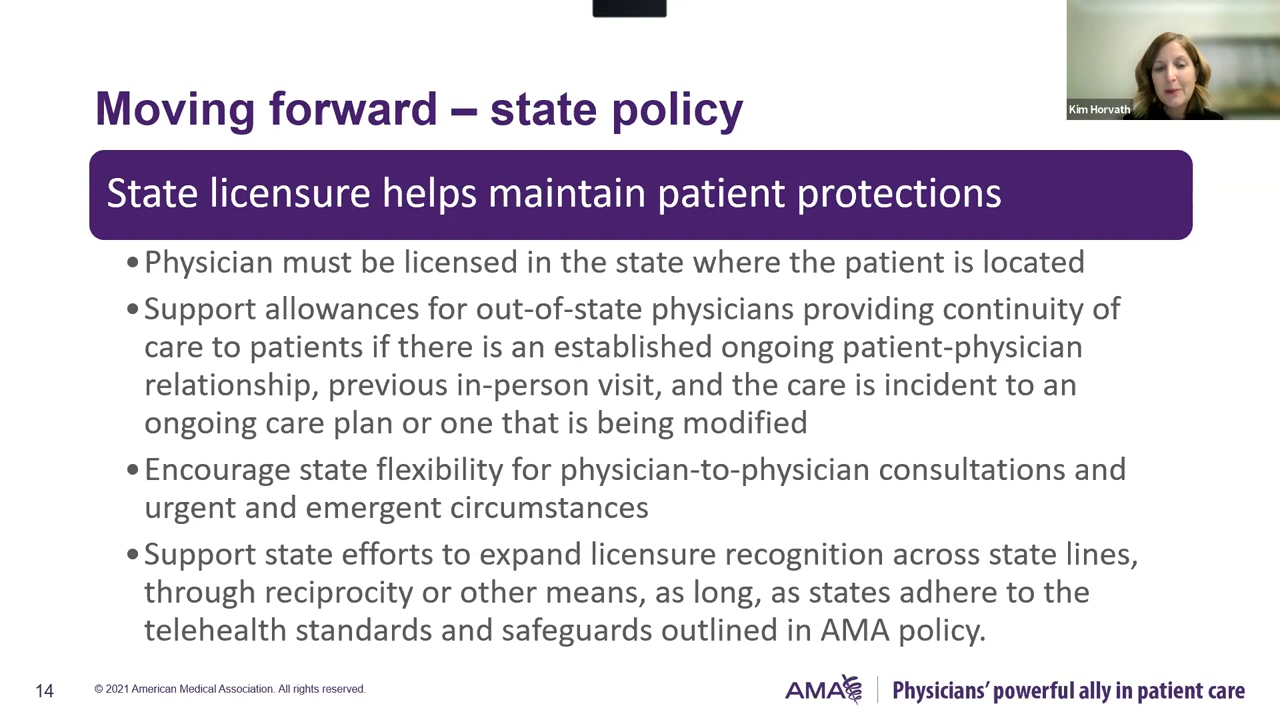 Kim Horvath
Moving forward – state policy
State licensure helps maintain patient protections
•Physician must be licensed in the state where the patient is located
•Support allowances for out-of-state physicians providing continuity of
care to patients if there is an established ongoing patient-physician
relationship, previous in-person visit, and the care is incident to an
ongoing care plan or one that is being modified
•Encourage state flexibility for physician-to-physician consultations and
urgent and emergent circumstances
•Support state efforts to expand licensure recognition across state lines,
through reciprocity or other means, as long, as states adhere to the
telehealth standards and safeguards outlined in AMA policy.
14
© 2021 American Medical Association. All rights reserved.
AMA
Physicians’ powerful ally in patient care